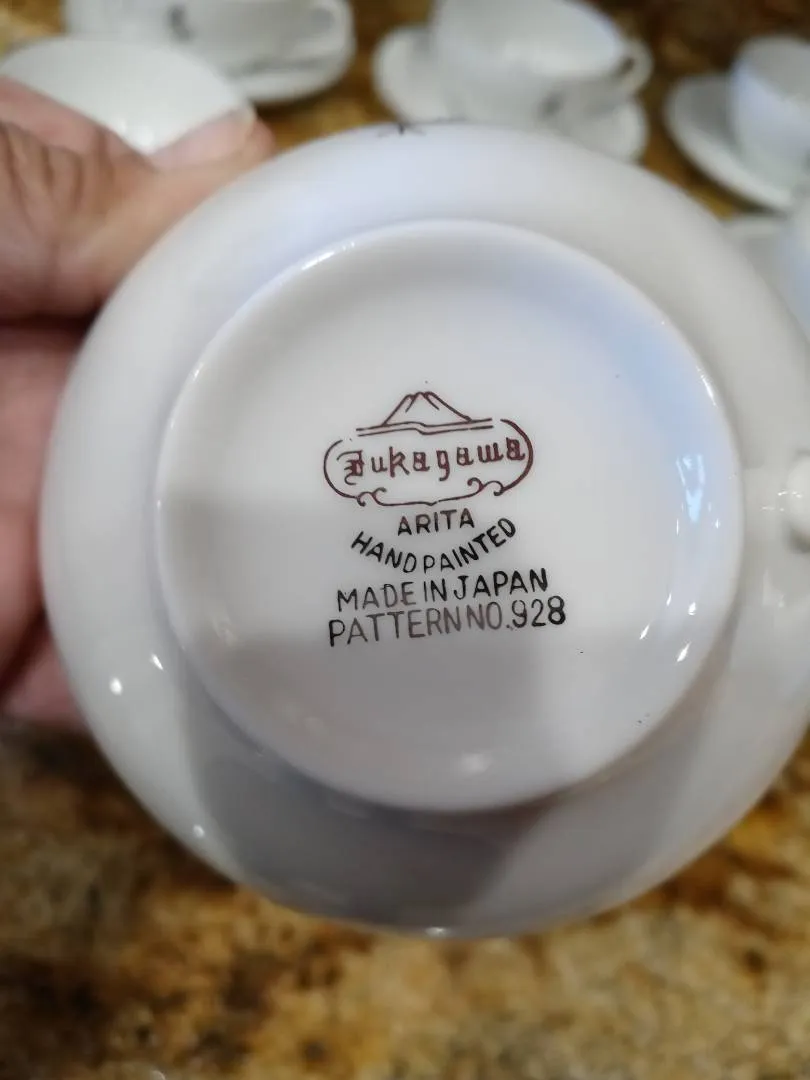 Fukagawa
ARITA
HAND PAINTED
MADE IN JAPAN
PATTERN NO.928